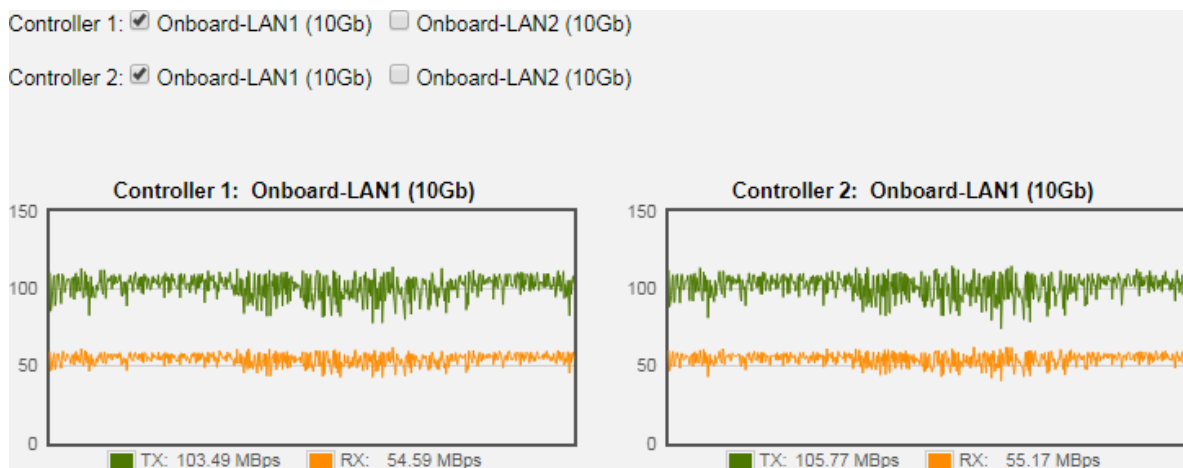 Controller 1: Onboard-LAN1 (10Gb) Onboard-LAN2 (10Gb)
Controller 2: Onboard-LAN1 (10Gb) Onboard-LAN2 (10Gb)
Controller 1: Onboard-LAN1 (10Gb)
150
100
50
0
TX: 103.49 MBps RX: 54.59 MBps
Controller 2: Onboard-LAN1 (10Gb)
150
100
50
0
TX: 105.77 MBps RX: 55.17 MBps